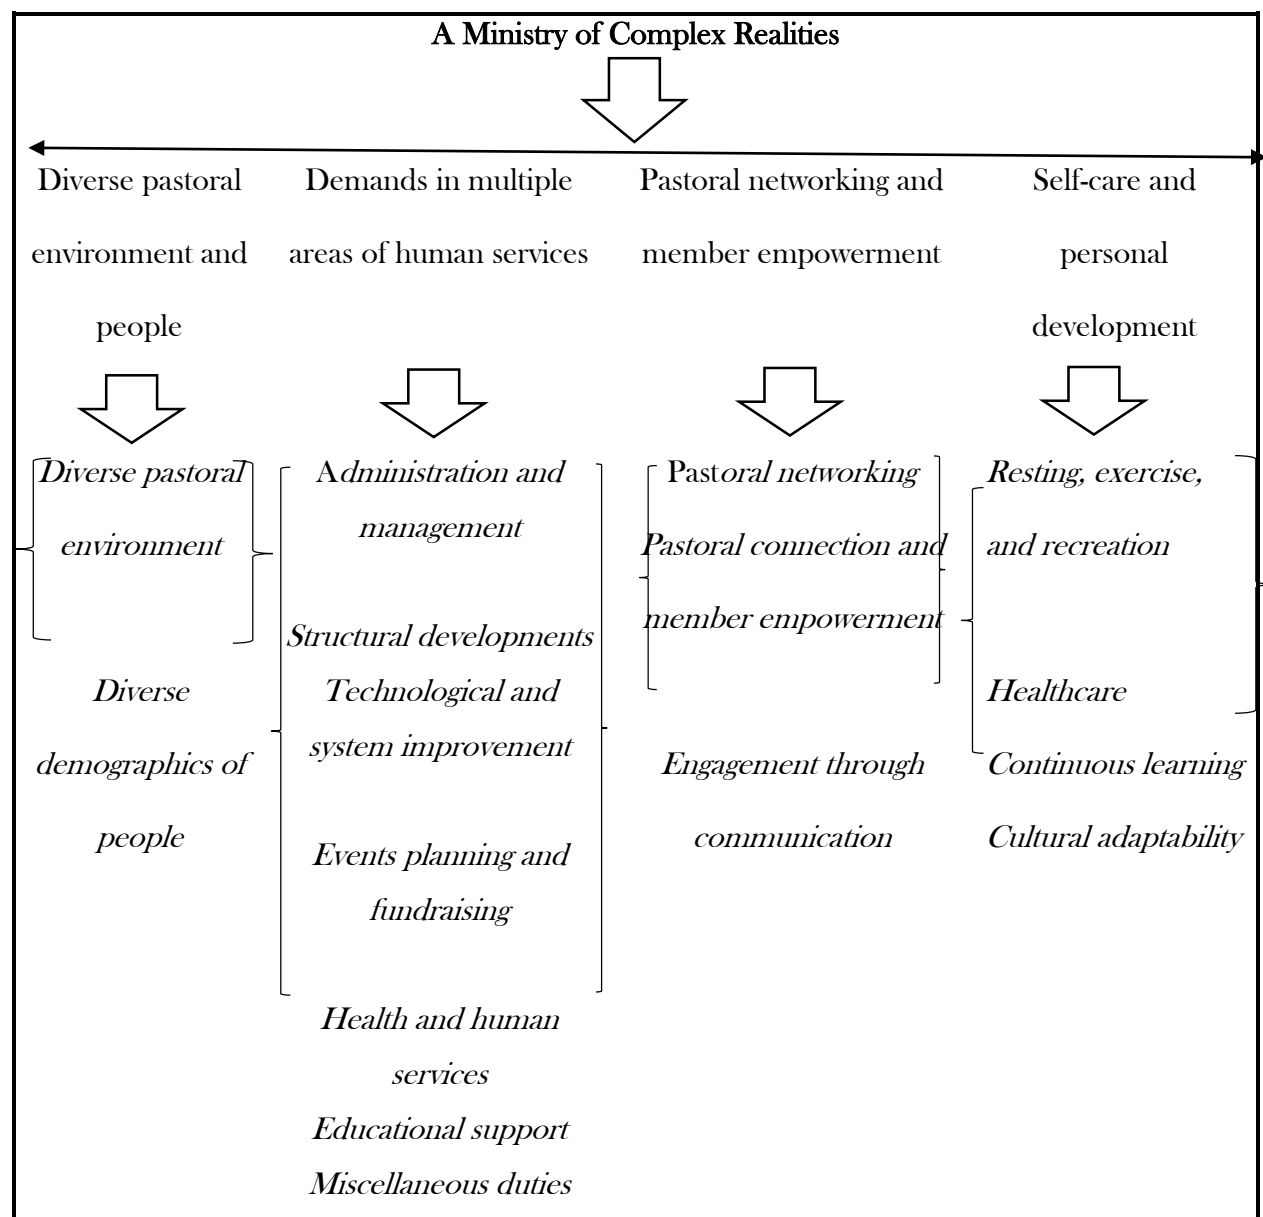 A Ministry of Complex Realities
Diverse pastoral
environment and
people
Demands in multiple
areas of human services
Pastoral networking and
member empowerment
Self-care and
personal
development
Diverse pastoral
environment
Diverse
demographics of
people
Administration and
management
Structural developments
Technological and
system improvement
Events planning and
fundraising
Health and human
services
Educational support
Miscellaneous duties
Pastoral networking
Pastoral connection and
member empowerment
Engagement through
communication
Resting, exercise,
and recreation
Healthcare
Continuous learning
Cultural adaptability